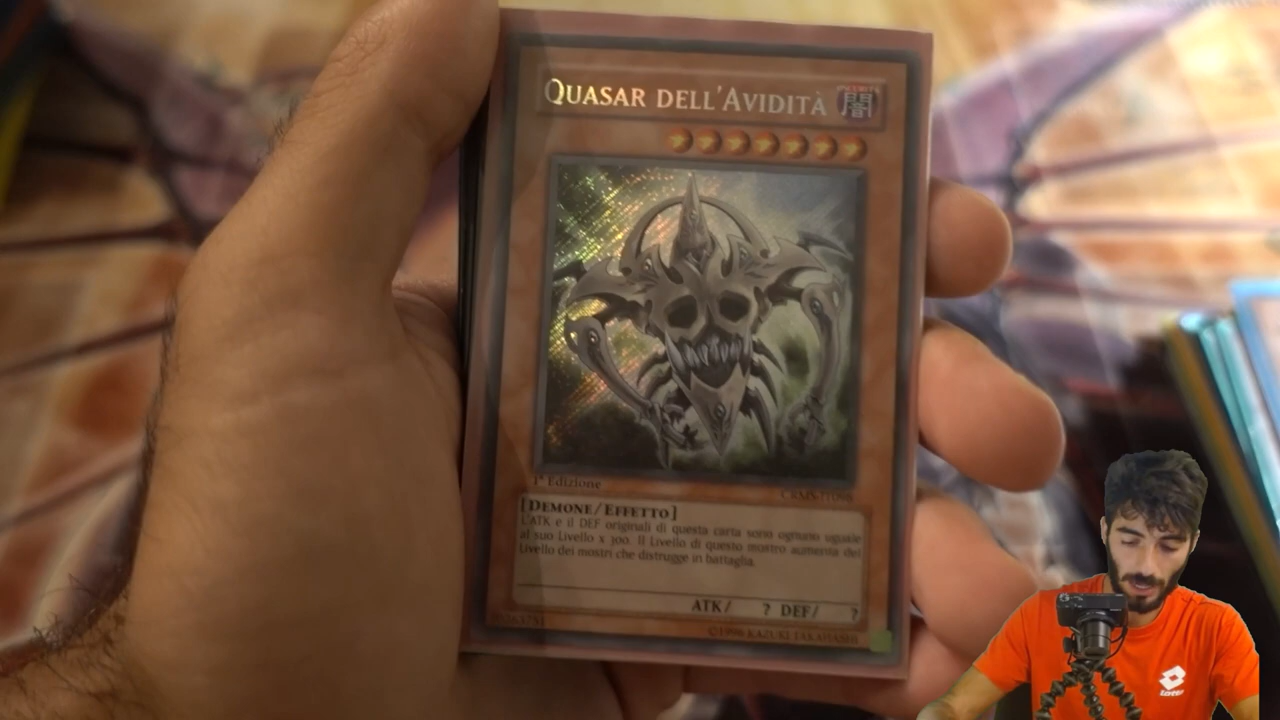 QUASAR DELL'AVIDITÀ
闇
1ª Edizione
CRMS-IT098
[DEMONE/EFFETTO]
L'ATK e il DEF originali di questa carta sono ognuno uguale
al suo Livello x 300. Il Livello di questo mostro aumenta del
Livello dei mostri che distrugge in battaglia.
ATK/ ? DEF/ ?
©1996 KAZUKI TAKAHASHI
lotto